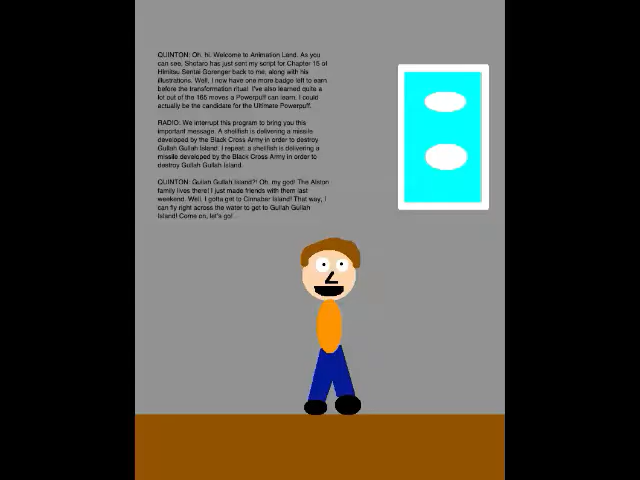 QUINTON: Oh, hi. Welcome to Animation Land. As you
can see, Shotaro has just sent my script for Chapter 15 of
Himitsu Sentai Gorenger back to me, along with his
illustrations. Well, I now have one more badge left to earn
before the transformation ritual. I've also learned quite a
lot out of the 165 moves a Powerpuff can learn. I could
actually be the candidate for the Ultimate Powerpuff.
RADIO: We interrupt this program to bring you this
important message. A shellfish is delivering a missile
developed by the Black Cross Army in order to destroy
Gullah Gullah Island. I repeat: a shellfish is delivering a
missile developed by the Black Cross Army in order to
destroy Gullah Gullah Island.
QUINTON: Gullah Gullah Island?! Oh, my god! The Alston
family lives there! I just made friends with them last
weekend. Well, I gotta get to Cinnabar Island! That way, I
can fly right across the water to get to Gullah Gullah
Island! Come on, let's go!